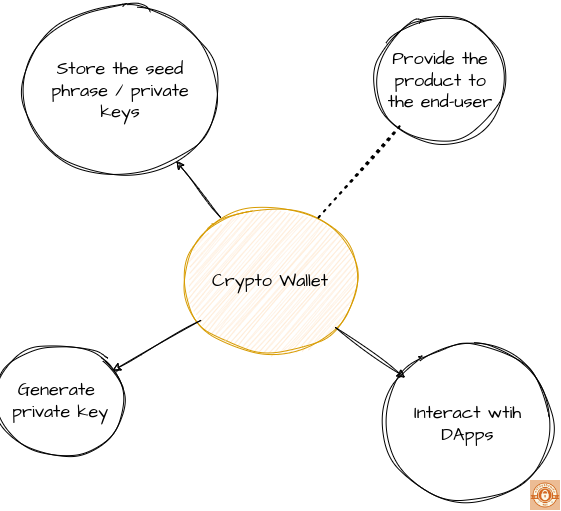 Store the seed
phrase / private
keys
Provide the
product to
the end-user
Crypto Wallet
Generate
private key
Interact wtih
DApps